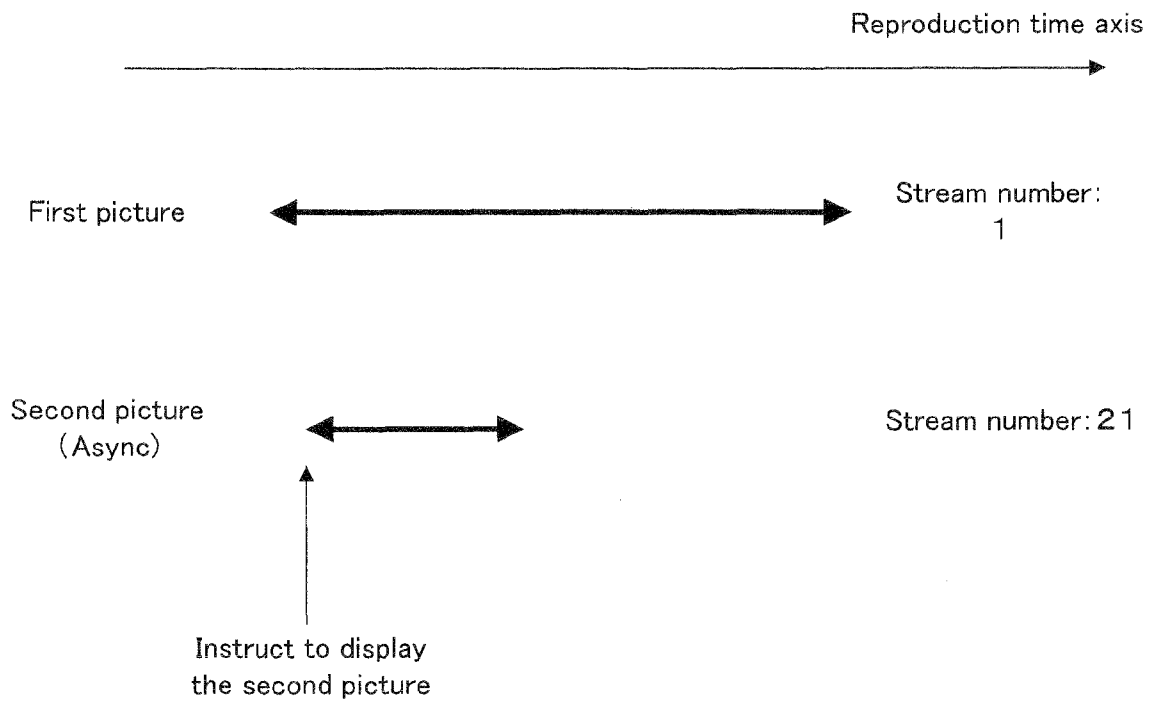 Reproduction time axis
First picture
Stream number:
1
Second picture
(Async)
Stream number: 21
Instruct to display
the second picture